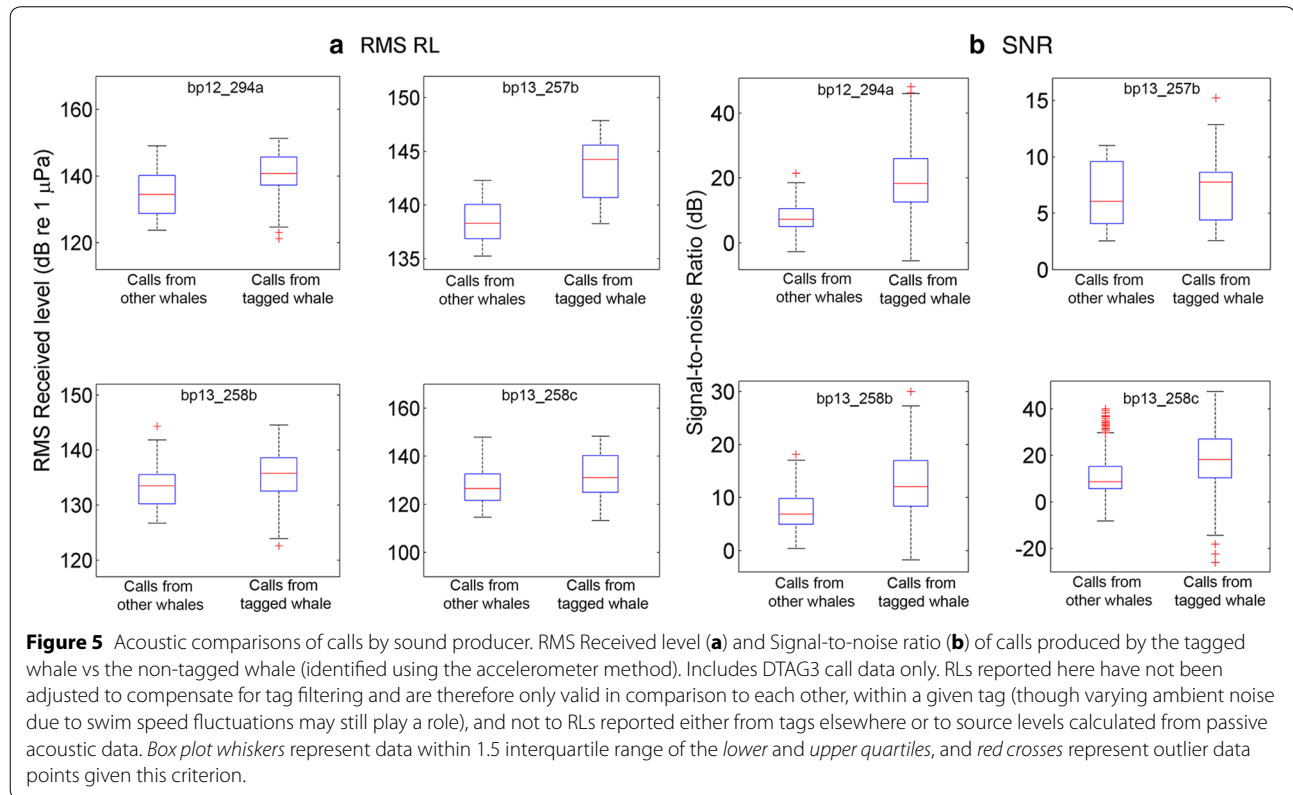 a RMS RL
b SNR
RMS Received level (dB re 1 µPa)
bp12_294a
160
140
120
Calls from other whales
Calls from tagged whale
bp13_257b
150
145
140
135
Calls from other whales
Calls from tagged whale
bp13_258b
150
140
130
120
Calls from other whales
Calls from tagged whale
bp13_258c
160
140
120
100
Calls from other whales
Calls from tagged whale
Signal-to-noise Ratio (dB)
bp12_294a
40
20
0
Calls from other whales
Calls from tagged whale
bp13_257b
15
10
5
0
Calls from other whales
Calls from tagged whale
bp13_258b
30
20
10
0
Calls from other whales
Calls from tagged whale
bp13_258c
40
20
0
-20
Calls from other whales
Calls from tagged whale
Figure 5 Acoustic comparisons of calls by sound producer. RMS Received level (a) and Signal-to-noise ratio (b) of calls produced by the tagged
whale vs the non-tagged whale (identified using the accelerometer method). Includes DTAG3 call data only. RLs reported here have not been
adjusted to compensate for tag filtering and are therefore only valid in comparison to each other, within a given tag (though varying ambient noise
due to swim speed fluctuations may still play a role), and not to RLs reported either from tags elsewhere or to source levels calculated from passive
acoustic data. Box plot whiskers represent data within 1.5 interquartile range of the lower and upper quartiles, and red crosses represent outlier data
points given this criterion.